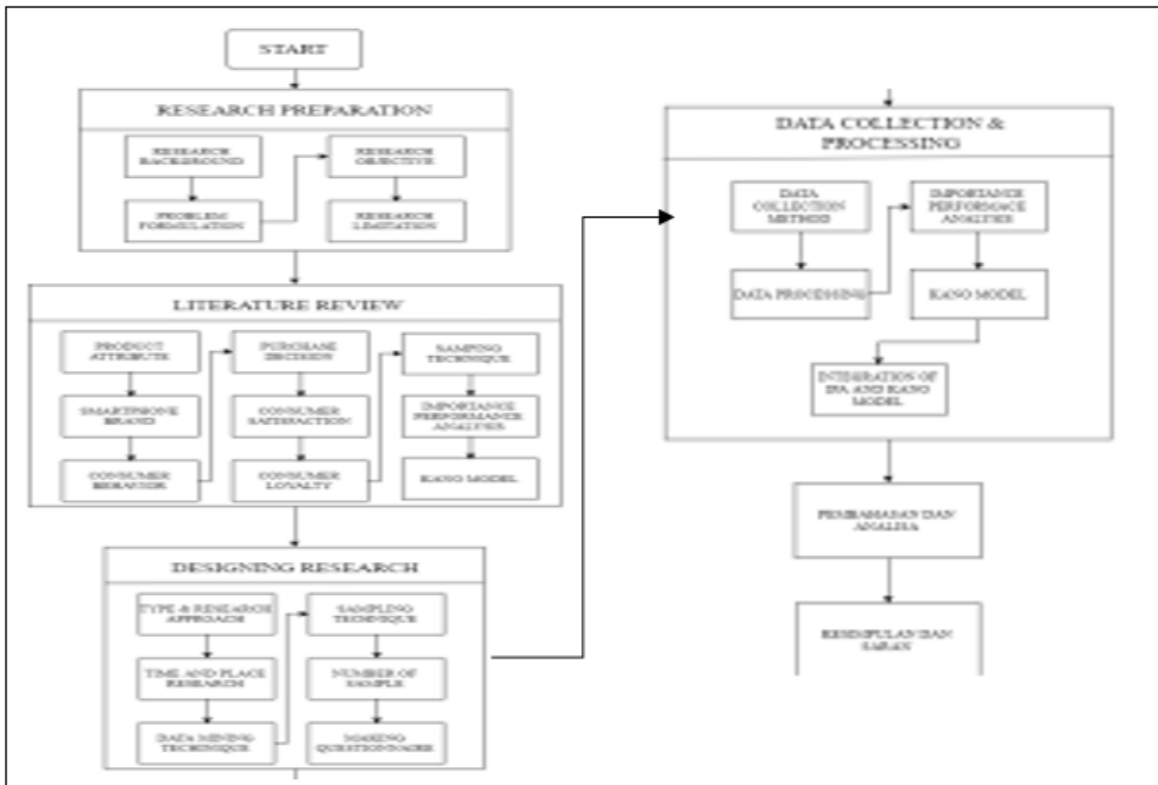 START
RESEARCH PREPARATION
RESEARCH
BACKGROUND
PROBLEM
FORMULATION
RESEARCH
OBJECTIVE
RESEARCH
LIMITATION
LITERATURE REVIEW
PRODUCT
ATTRIBUTE
SMARTPHONE
BRAND
CONSUMER
BEHAVIOR
PURCHASE
DECISION
CONSUMER
SATISFACTION
CONSUMER
LOYALTY
SAMPING
TECHNIQUE
IMPORTANCE
PERFORMANCE
ANALYSIS
KANO MODEL
DESIGNING RESEARCH
TYPE & RESEARCH
APPROACH
TIME AND PLACE
RESEARCH
DATA MINING
TECHNIQUE
SAMPLING
TECHNIQUE
NUMBER OF
SAMPLE
MAKING
QUESTIONNAIRE
DATA COLLECTION &
PROCESSING
DATA
COLLECTION
METHOD
DATA PROCESSING
IMPORTANCE
PERFORMACE
ANALYSIS
KANO MODEL
INTEGRATION OF
IPA AND KANO
MODEL
PEMBAHASAN DAN
ANALISA
KESIMPULAN DAN
SARAN